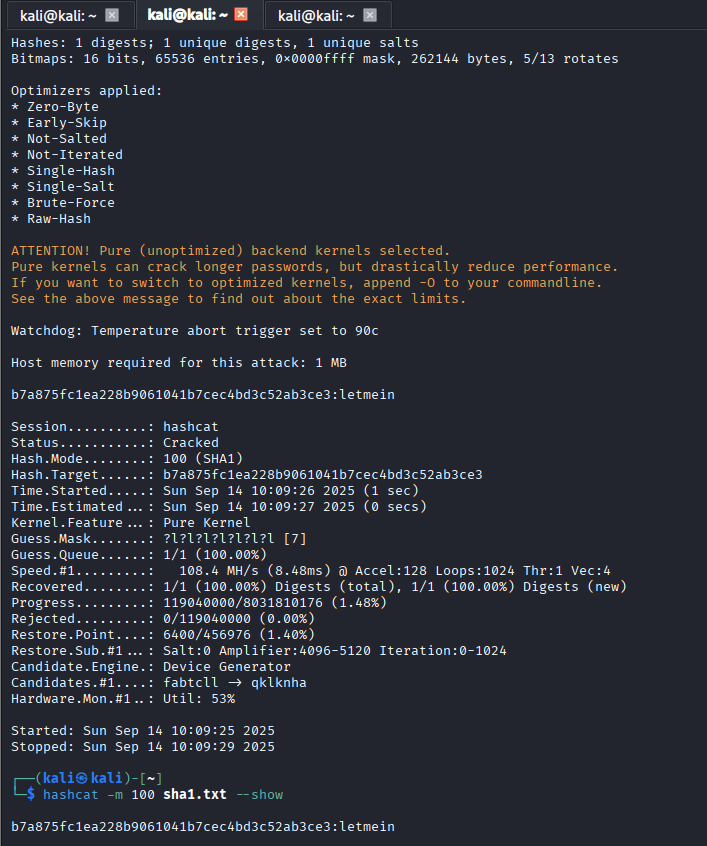 kali@kali: ~ kali@kali: ~ kali@kali: ~
Hashes: 1 digests; 1 unique digests, 1 unique salts
Bitmaps: 16 bits, 65536 entries, 0×0000ffff mask, 262144 bytes, 5/13 rotates
Optimizers applied:
* Zero-Byte
* Early-Skip
* Not-Salted
* Not-Iterated
* Single-Hash
* Single-Salt
* Brute-Force
* Raw-Hash
ATTENTION! Pure (unoptimized) backend kernels selected.
Pure kernels can crack longer passwords, but drastically reduce performance.
If you want to switch to optimized kernels, append -O to your commandline.
See the above message to find out about the exact limits.
Watchdog: Temperature abort trigger set to 90c
Host memory required for this attack: 1 MB
b7a875fc1ea228b9061041b7cec4bd3c52ab3ce3:letmein
Session..........: hashcat
Status...........: Cracked
Hash.Mode........: 100 (SHA1)
Hash.Target......: b7a875fc1ea228b9061041b7cec4bd3c52ab3ce3
Time.Started.....: Sun Sep 14 10:09:26 2025 (1 sec)
Time.Estimated...: Sun Sep 14 10:09:27 2025 (0 secs)
Kernel.Feature...: Pure Kernel
Guess.Mask.......: ?l?l?l?l?l?l?l [7]
Guess.Queue......: 1/1 (100.00%)
Speed.#1.........: 108.4 MH/s (8.48ms) @ Accel:128 Loops:1024 Thr:1 Vec:4
Recovered........: 1/1 (100.00%) Digests (total), 1/1 (100.00%) Digests (new)
Progress.........: 119040000/8031810176 (1.48%)
Rejected.........: 0/119040000 (0.00%)
Restore.Point....: 6400/456976 (1.40%)
Restore.Sub.#1...: Salt:0 Amplifier:4096-5120 Iteration:0-1024
Candidate.Engine.: Device Generator
Candidates.#1....: fabtcll -> qklknha
Hardware.Mon.#1..: Util: 53%
Started: Sun Sep 14 10:09:25 2025
Stopped: Sun Sep 14 10:09:29 2025
┌──(kali㉿kali)-[~]
└─$ hashcat -m 100 sha1.txt --show
b7a875fc1ea228b9061041b7cec4bd3c52ab3ce3:letmein